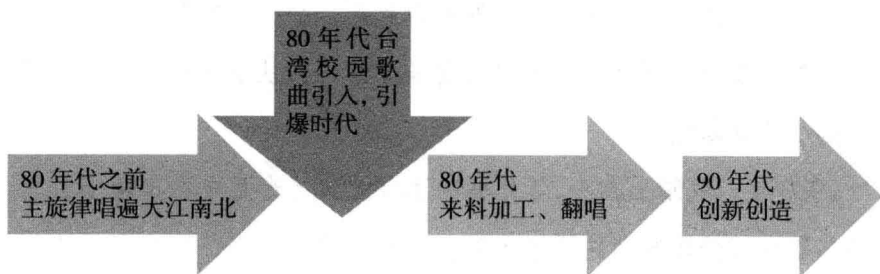 80年代之前
主旋律唱遍大江南北
80年代台
湾校园歌
曲引入,引
爆时代
80年代
来料加工、翻唱
90年代
创新创造